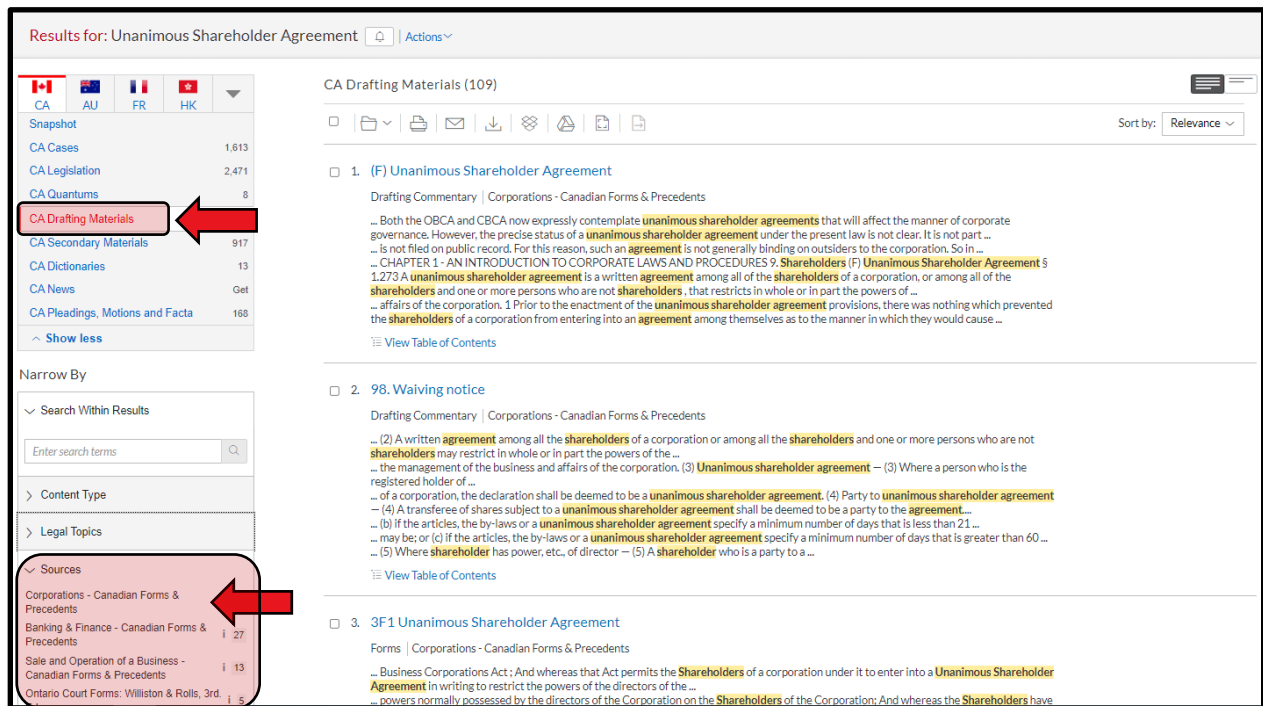 Results for: Unanimous Shareholder Agreement | Actions
CA AU FR HK
Snapshot
CA Cases 1,613
CA Legislation 2,471
CA Quantums 8
CA Drafting Materials
CA Secondary Materials 917
CA Dictionaries 13
CA News Get
CA Pleadings, Motions and Facta 168
Show less
Narrow By
Search Within Results
Enter search terms
Content Type
Legal Topics
Sources
Corporations - Canadian Forms &
Precedents
Banking & Finance - Canadian Forms & 27
Precedents
Sale and Operation of a Business - 13
Canadian Forms & Precedents
Ontario Court Forms: Williston & Rolls, 3rd. 5
CA Drafting Materials (109)
Sort by: Relevance
1. (F) Unanimous Shareholder Agreement
Drafting Commentary | Corporations - Canadian Forms & Precedents
... Both the OBCA and CBCA now expressly contemplate unanimous shareholder agreements that will affect the manner of corporate
governance. However, the precise status of a unanimous shareholder agreement under the present law is not clear. It is not part ...
... is not filed on public record. For this reason, such an agreement is not generally binding on outsiders to the corporation. So in ...
... CHAPTER 1 - AN INTRODUCTION TO CORPORATE LAWS AND PROCEDURES 9. Shareholders (F) Unanimous Shareholder Agreement §
1.273 A unanimous shareholder agreement is a written agreement among all of the shareholders of a corporation, or among all of the
shareholders and one or more persons who are not shareholders , that restricts in whole or in part the powers of ...
... affairs of the corporation. 1 Prior to the enactment of the unanimous shareholder agreement provisions, there was nothing which prevented
the shareholders of a corporation from entering into an agreement among themselves as to the manner in which they would cause ...
View Table of Contents
2. 98. Waiving notice
Drafting Commentary | Corporations - Canadian Forms & Precedents
... (2) A written agreement among all the shareholders of a corporation or among all the shareholders and one or more persons who are not
shareholders may restrict in whole or in part the powers of the ...
... the management of the business and affairs of the corporation. (3) Unanimous shareholder agreement — (3) Where a person who is the
registered holder of ...
... of a corporation, the declaration shall be deemed to be a unanimous shareholder agreement. (4) Party to unanimous shareholder agreement
— (4) A transferee of shares subject to a unanimous shareholder agreement shall be deemed to be a party to the agreement....
... (b) if the articles, the by-laws or a unanimous shareholder agreement specify a minimum number of days that is less than 21 ...
... may be; or (c) if the articles, the by-laws or a unanimous shareholder agreement specify a minimum number of days that is greater than 60 ...
... (5) Where shareholder has power, etc., of director — (5) A shareholder who is a party to a ...
View Table of Contents
3. 3F1 Unanimous Shareholder Agreement
Forms | Corporations - Canadian Forms & Precedents
... Business Corporations Act ; And whereas that Act permits the Shareholders of a corporation under it to enter into a Unanimous Shareholder
Agreement in writing to restrict the powers of the directors of the ...
... powers normally possessed by the directors of the Corporation on the Shareholders of the Corporation; And whereas the Shareholders have